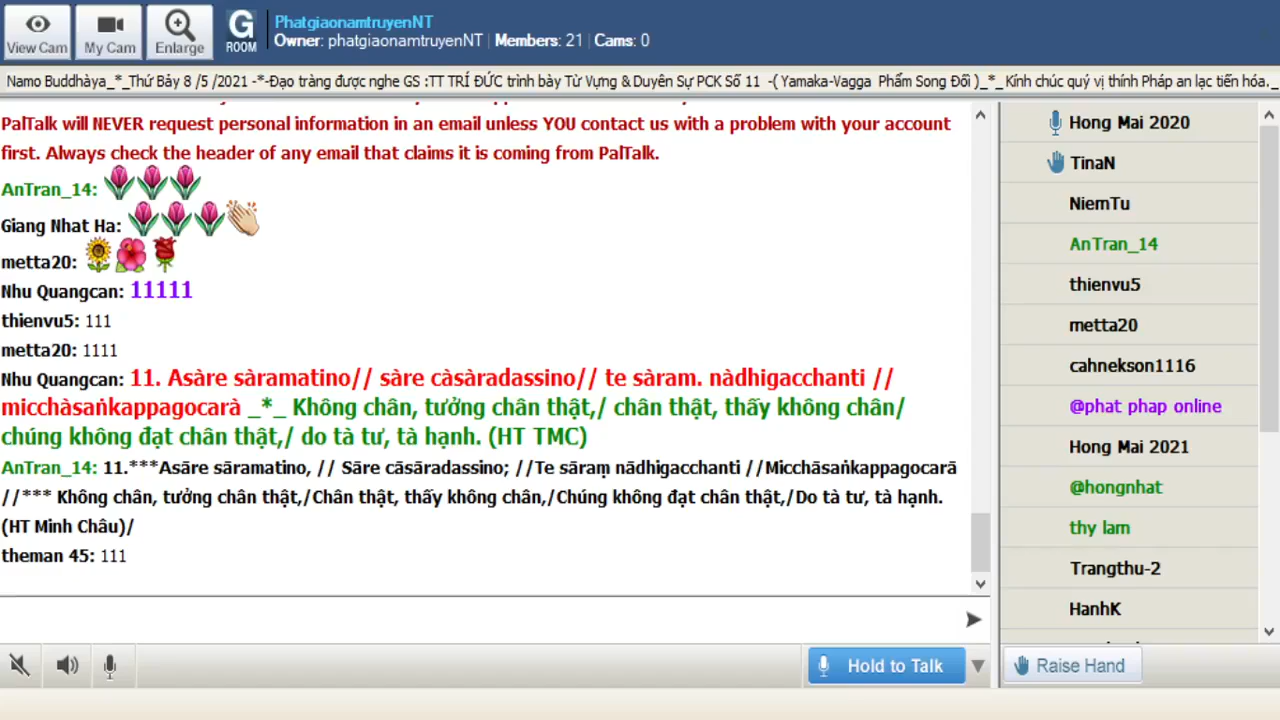 View Cam
My Cam
Enlarge
G
ROOM
PhatgiaonamtruyenNT
Owner: phatgiaonamtruyenNT | Members: 21 | Cams: 0
Namo Buddhàya_*_Thứ Bảy 8 /5 /2021 -*-Đạo tràng được nghe GS :TT TRÍ ĐỨC trình bày Từ Vựng & Duyên Sự PCK Số 11 -( Yamaka-Vagga Phẩm Song Đối )_*_ Kính chúc quý vị thính Pháp an lạc tiến hóa._
PalTalk will NEVER request personal information in an email unless YOU contact us with a problem with your account
first. Always check the header of any email that claims it is coming from PalTalk.
AnTran_14:
Giang Nhat Ha:
metta20:
Nhu Quangcan: 11111
thienvu5: 111
metta20: 1111
Nhu Quangcan: 11. Asàre sàramatino// sàre càsàradassino// te sàram. nàdhigacchanti //
micchàsaṅkappagocarà _*_ Không chân, tưởng chân thật,/ chân thật, thấy không chân/
chúng không đạt chân thật,/ do tà tư, tà hạnh. (HT TMC)
AnTran_14: 11.***Asāre sāramatino, // Sāre cāsāradassino; //Te sāraṃ nādhigacchanti //Micchāsaṅkappagocarā
//*** Không chân, tưởng chân thật,/Chân thật, thấy không chân,/Chúng không đạt chân thật,/Do tà tư, tà hạnh.
(HT Minh Châu)/
theman 45: 111
Hong Mai 2020
TinaN
NiemTu
AnTran_14
thienvu5
metta20
cahnekson1116
@phat phap online
Hong Mai 2021
@hongnhat
thy lam
Trangthu-2
HanhK
Hold to Talk
Raise Hand